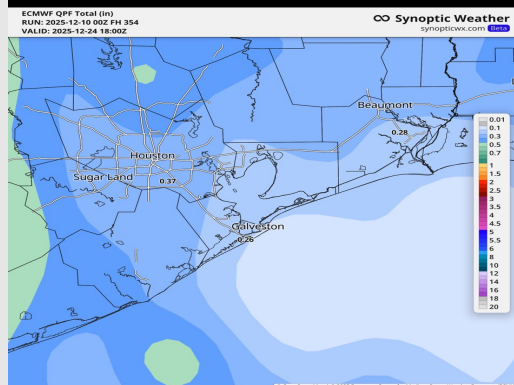 ECMWF QPF Total (in)
RUN: 2025-12-10 00Z FH 354
VALID: 2025-12-24 18:00Z
Synoptic Weather
synopticwx.com Beta
Beaumont
0.28
Houston
Sugar Land
0.37
Galveston
0.26
0.01
0.1
0.3
0.5
0.7
1
1.5
2
2.5
3
3.5
4
4.5
5
5.5
6
8
10
12
14
16
18
20